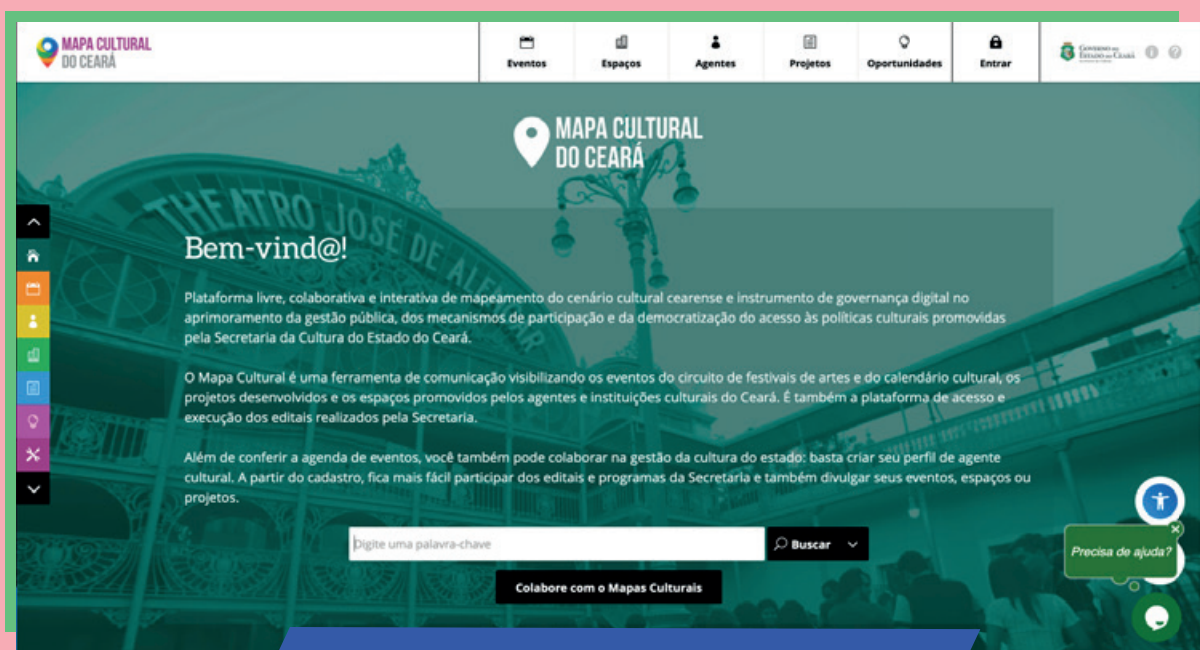 MAPA CULTURAL
DO CEARÁ
Eventos
Espaços
Agentes
Projetos
Oportunidades
Entrar
GOVERNO DO
ESTADO DO CEARÁ
MAPA CULTURAL
DO CEARÁ
THEATRO JOSÉ DE ALENCAR
Bem-vind@!
Plataforma livre, colaborativa e interativa de mapeamento do cenário cultural cearense e instrumento de governança digital no
aprimoramento da gestão pública, dos mecanismos de participação e da democratização do acesso às políticas culturais promovidas
pela Secretaria da Cultura do Estado do Ceará.
O Mapa Cultural é uma ferramenta de comunicação visibilizando os eventos do circuito de festivais de artes e do calendário cultural, os
projetos desenvolvidos e os espaços promovidos pelos agentes e instituições culturais do Ceará. É também a plataforma de acesso e
execução dos editais realizados pela Secretaria.
Além de conferir a agenda de eventos, você também pode colaborar na gestão da cultura do estado: basta criar seu perfil de agente
cultural. A partir do cadastro, fica mais fácil participar dos editais e programas da Secretaria e também divulgar seus eventos, espaços ou
projetos.
Digite uma palavra-chave
Buscar
Colabore com o Mapas Culturais
Precisa de ajuda?